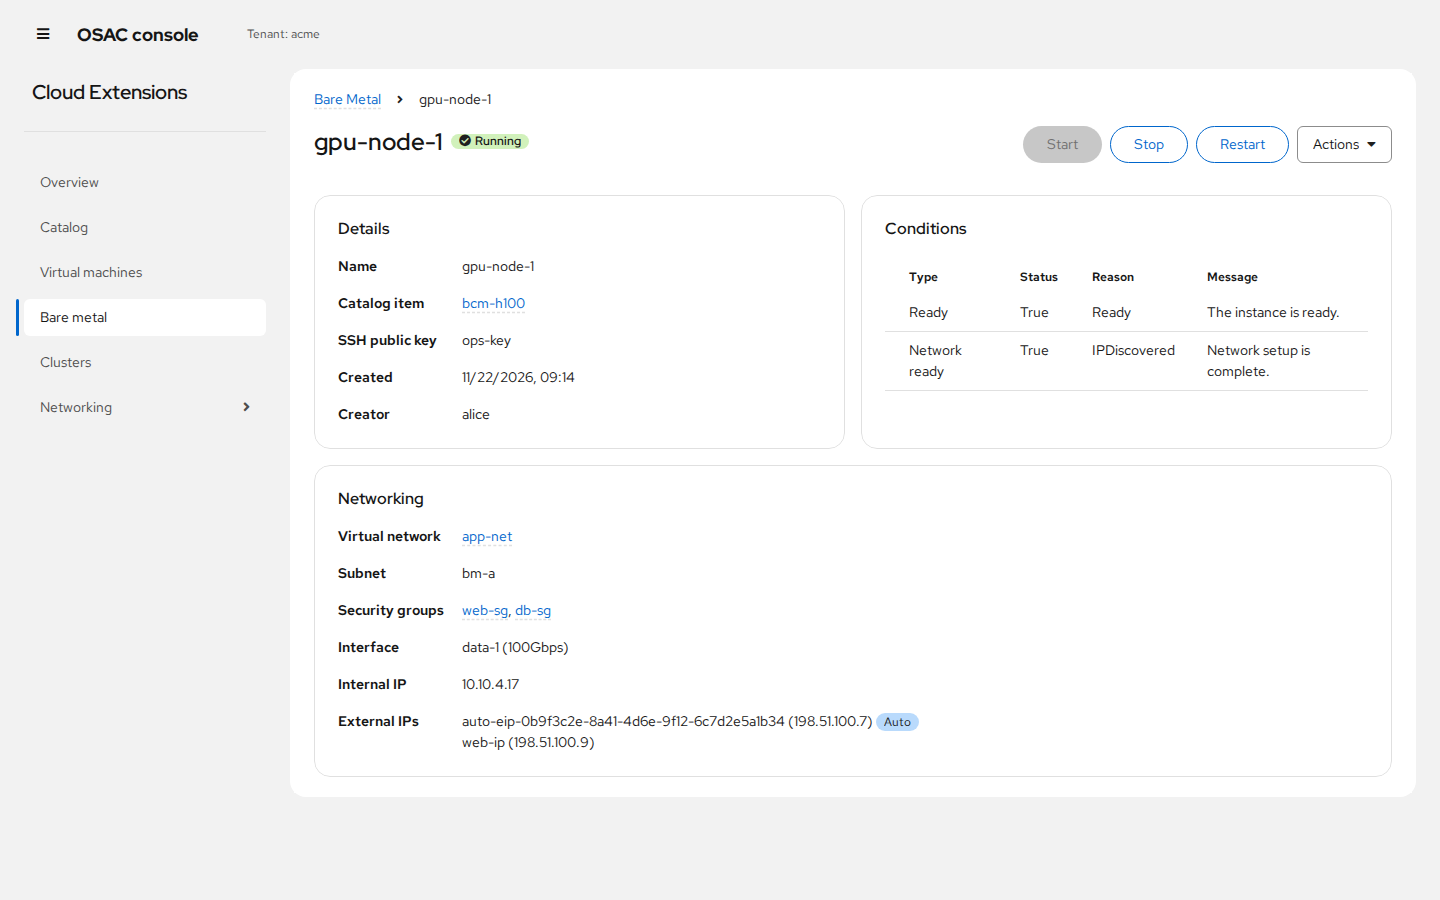 OSAC console
Tenant: acme
Cloud Extensions
Overview
Catalog
Virtual machines
Bare metal
Clusters
Networking
Bare Metal > gpu-node-1
gpu-node-1 Running
Start Stop Restart Actions
Details
Name gpu-node-1
Catalog item bcm-h100
SSH public key ops-key
Created 11/22/2026, 09:14
Creator alice
Conditions
Type Status Reason Message
Ready True Ready The instance is ready.
Network ready True IPDiscovered Network setup is complete.
Networking
Virtual network app-net
Subnet bm-a
Security groups web-sg, db-sg
Interface data-1 (100Gbps)
Internal IP 10.10.4.17
External IPs auto-eip-0b9f3c2e-8a41-4d6e-9f12-6c7d2e5a1b34 (198.51.100.7) Auto
web-ip (198.51.100.9)